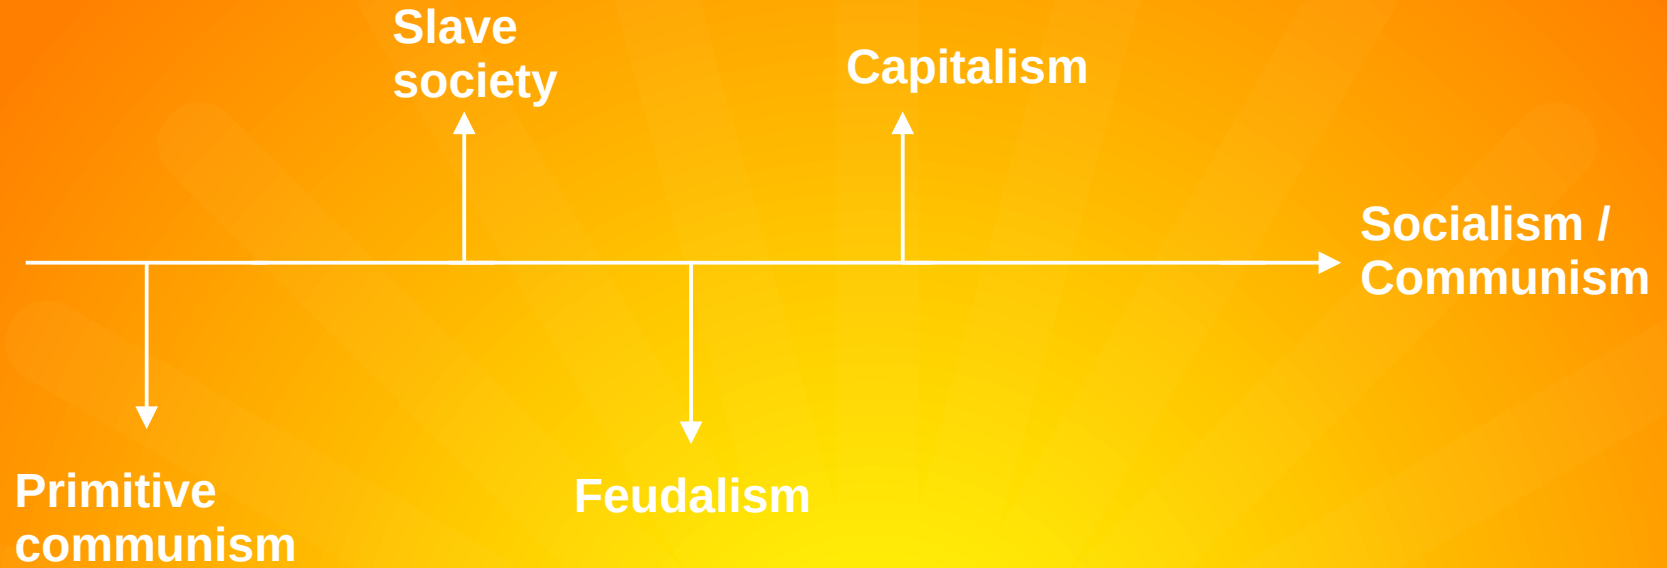 Slave
society
Capitalism
Socialism /
Communism
Primitive
communism
Feudalism